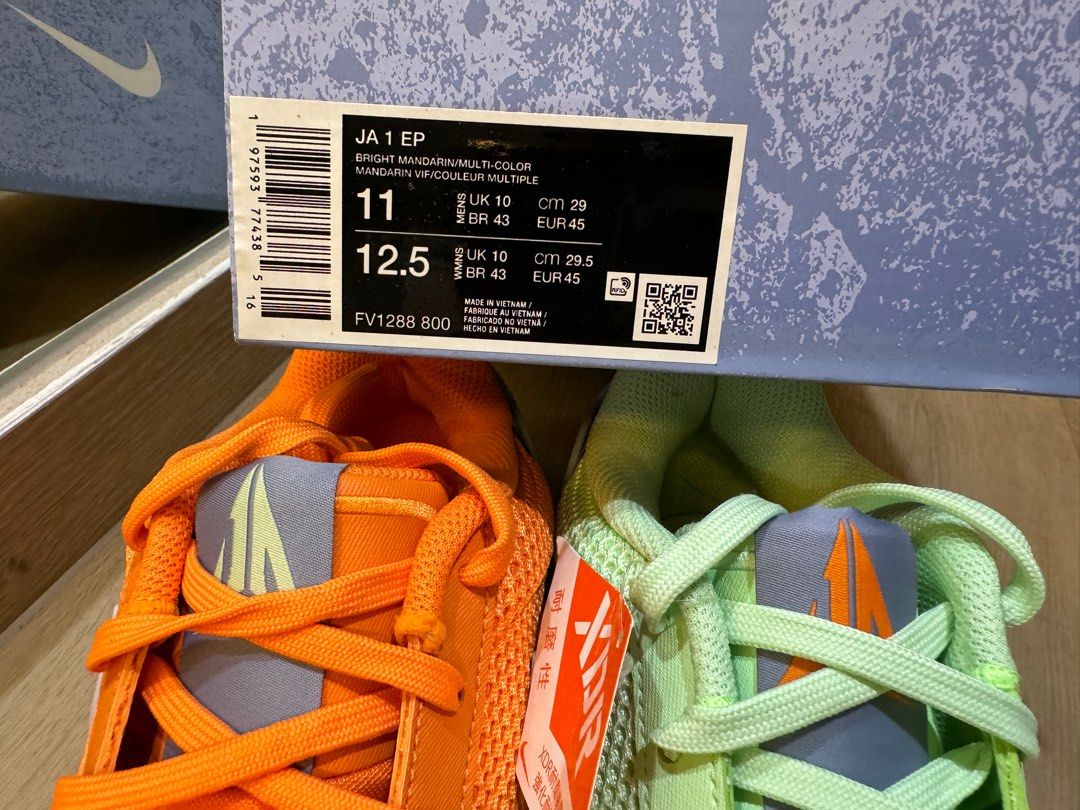 JA 1 EP
BRIGHT MANDARIN/MULTI-COLOR
MANDARIN VIF/COULEUR MULTIPLE
11
MENS
UK 10 cm 29
BR 43 EUR 45
12.5
WMNS
UK 10 cm 29.5
BR 43 EUR 45
FV1288 800
MADE IN VIETNAM /
FABRIQUE AU VIETNAM /
FABRICADO NO VIETNÃ /
HECHO EN VIETNAM
RFID
1 97593 77438 5 16
耐磨性
XDR